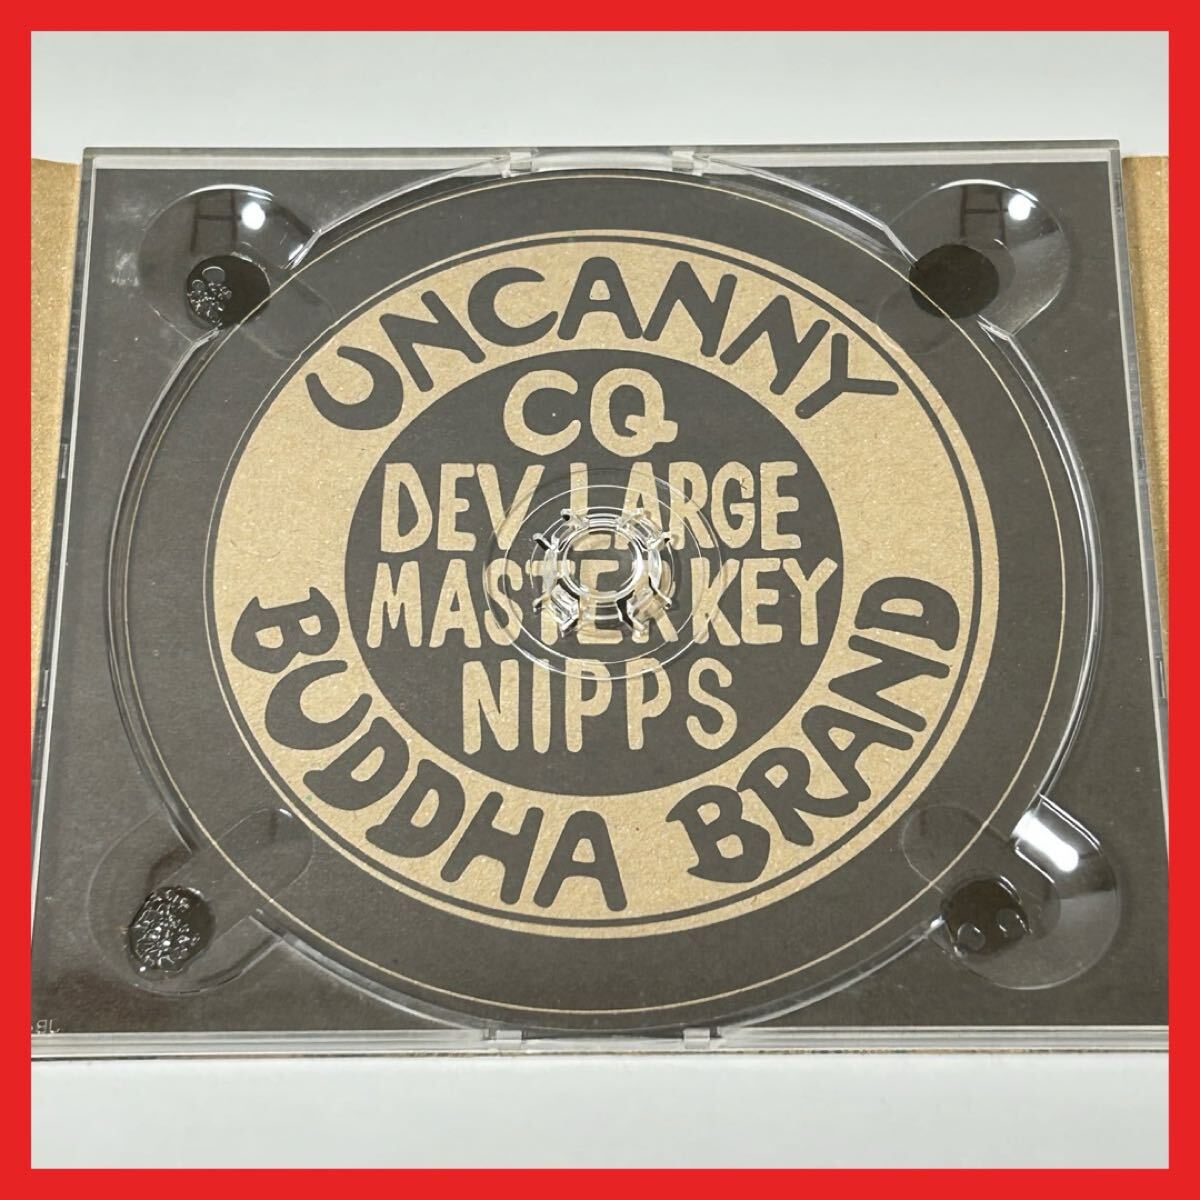 UNCANNY
CQ
DEV LARGE
MASTER KEY
NIPPS
BUDDHA BRAND